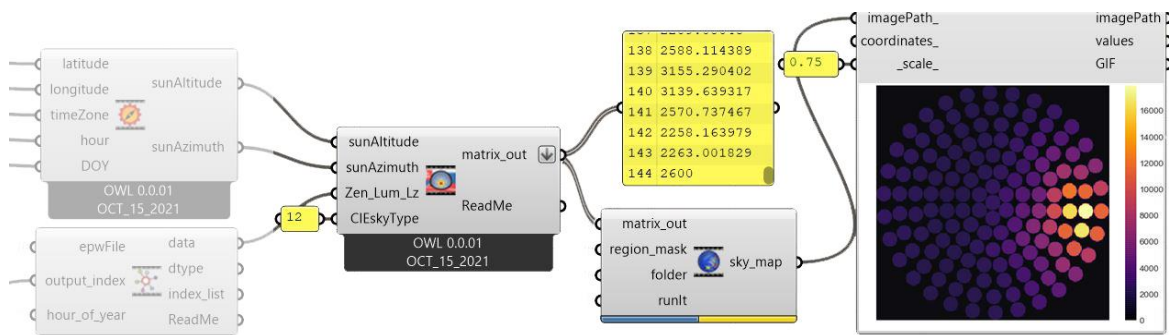 latitude
longitude
timeZone
hour
DOY
sunAltitude
sunAzimuth
OWL 0.0.01
OCT_15_2021
epwFile
output_index
hour_of_year
data
dtype
index_list
ReadMe
12
sunAltitude
sunAzimuth
Zen_Lum_Lz
CIEskyType
matrix_out
ReadMe
OWL 0.0.01
OCT_15_2021
138 2588.114389
139 3155.290402
140 3139.639317
141 2570.737467
142 2258.163979
143 2263.001829
144 2600
matrix_out
region_mask
folder
runIt
sky_map
0.75
imagePath_
coordinates_
_scale_
imagePath
values
GIF
16000
14000
12000
10000
8000
6000
4000
2000
0